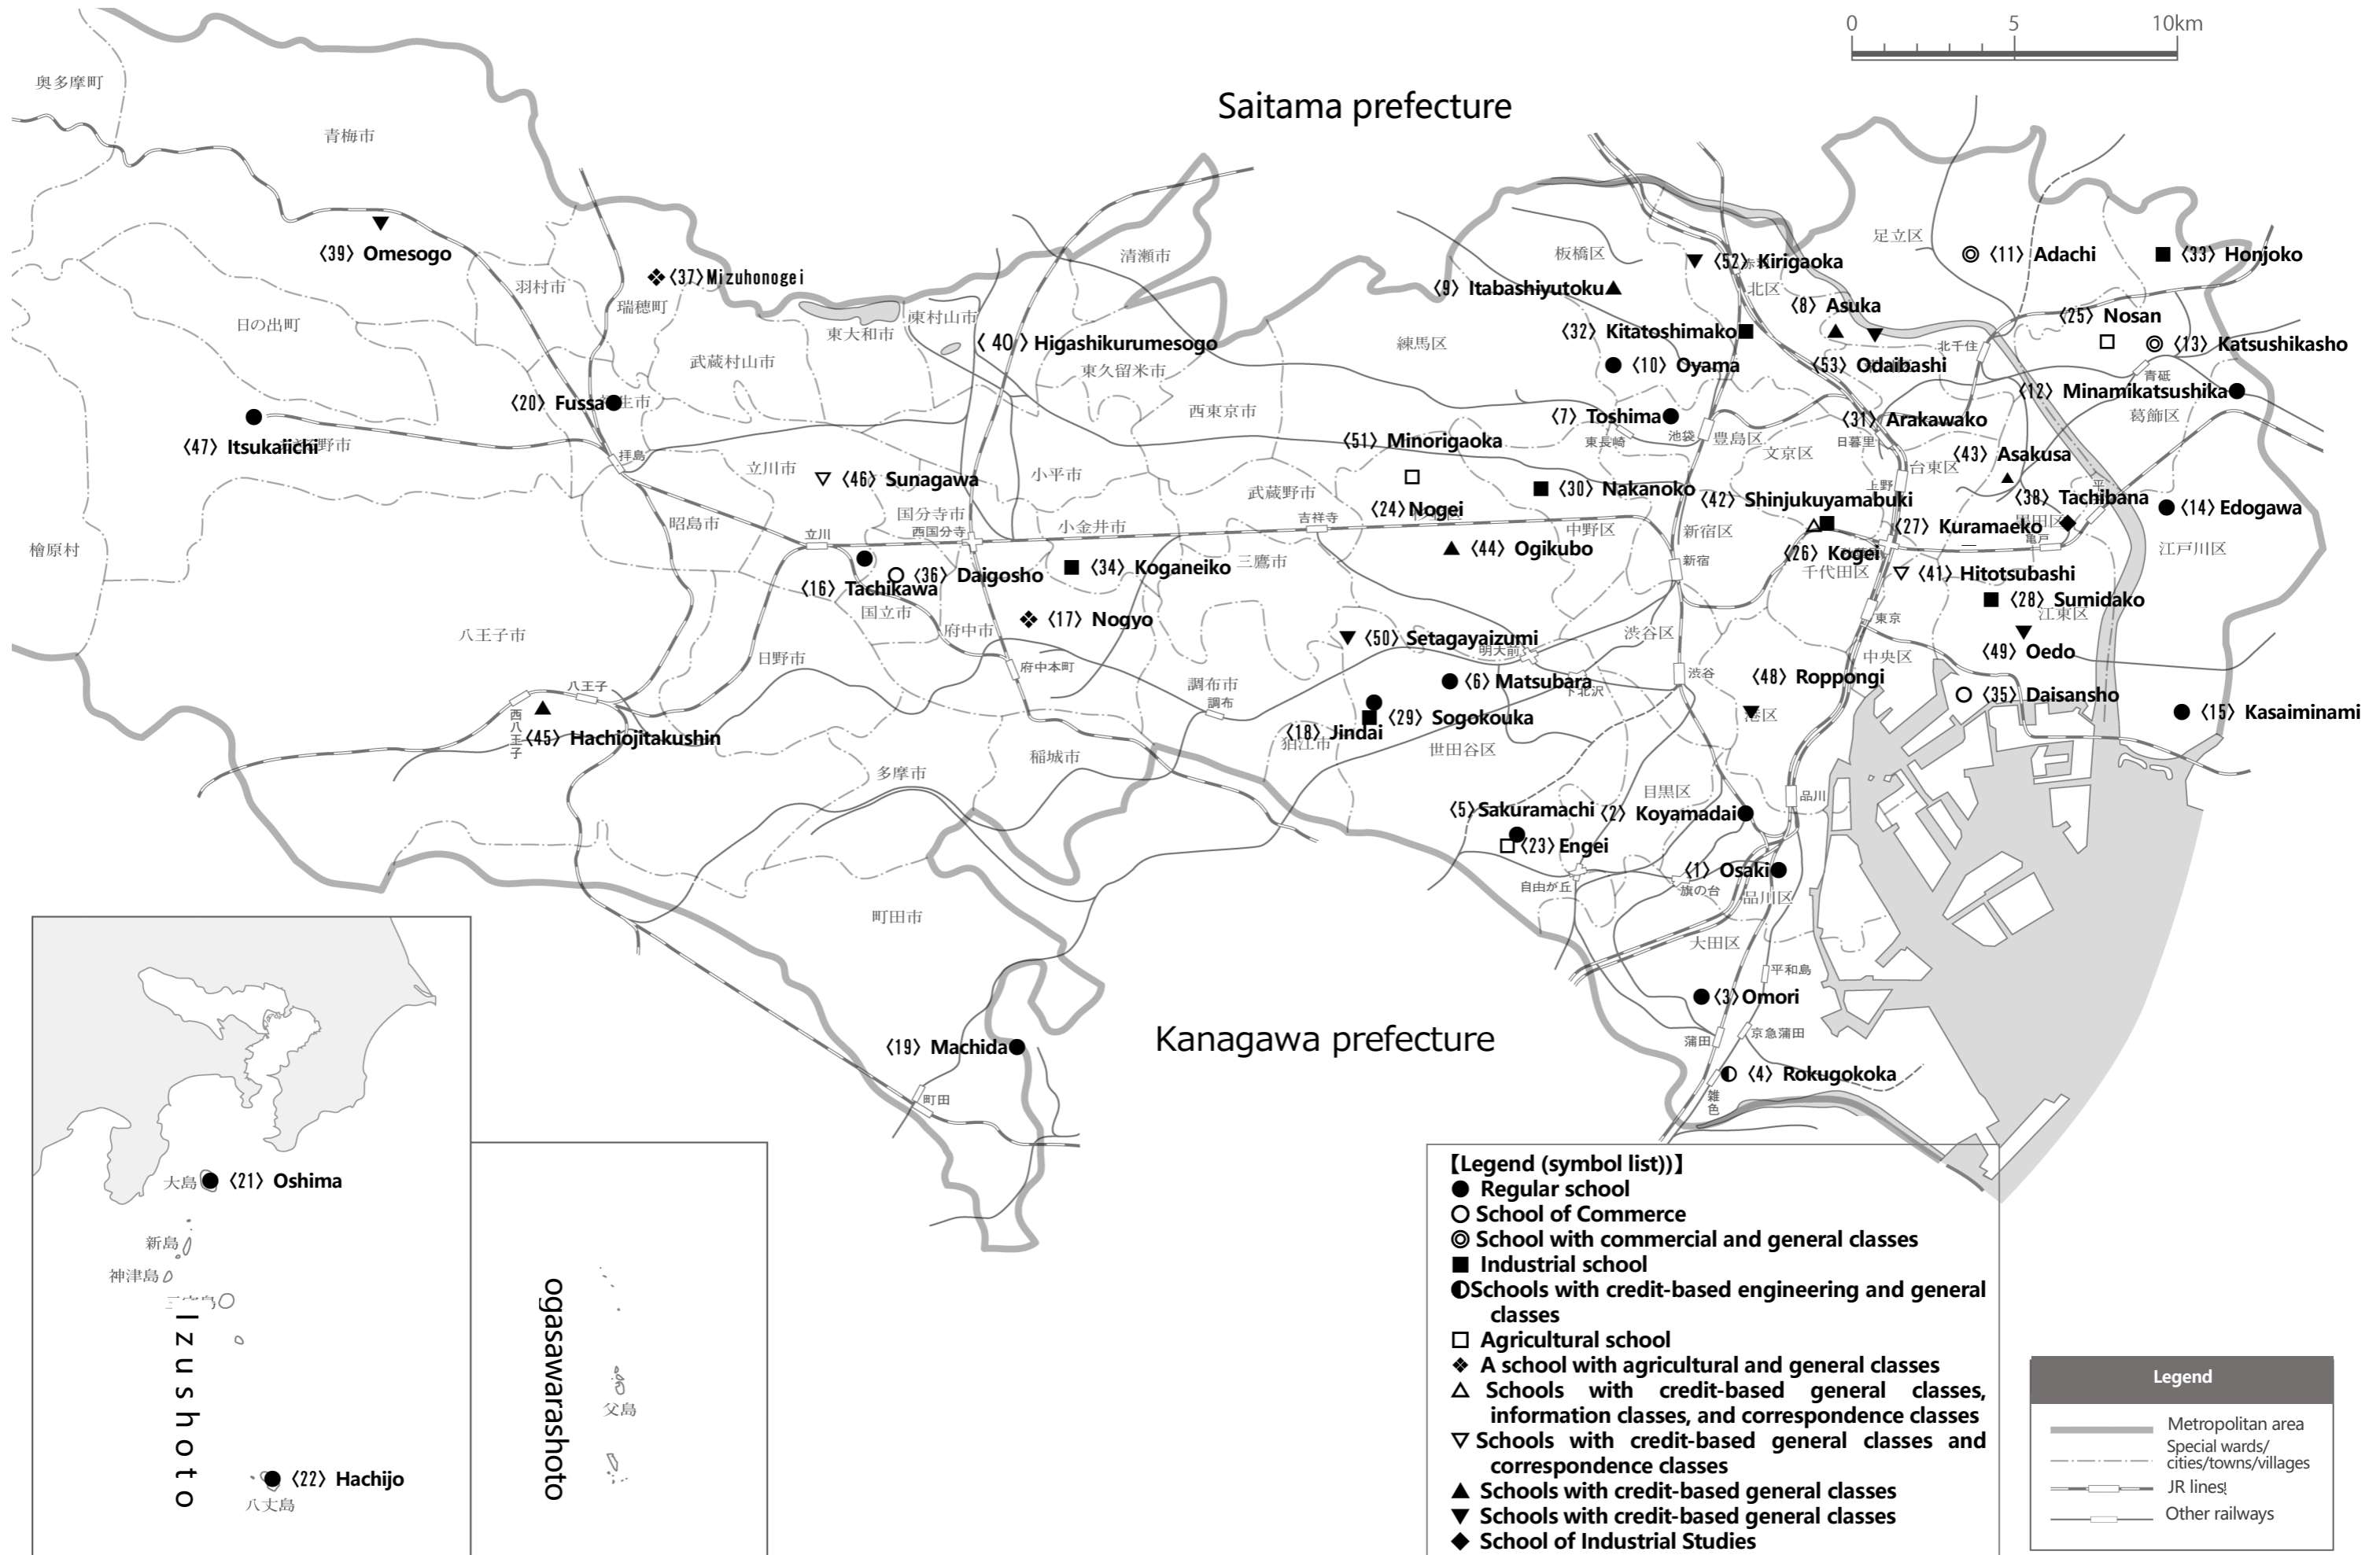 0 5 10km
Saitama prefecture
奥多摩町
青梅市
〈39〉 Omesogo
〈37〉Mizuhonogei
羽村市
瑞穂町
日の出町
東大和市
東村山市
清瀬市
〈 40 〉Higashikurumesogo
武蔵村山市
東久留米市
〈20〉 Fussa
〈47〉 Itsukaiichi
拝島
西東京市
立川市
〈46〉 Sunagawa
小平市
国分寺市
西国分寺
小金井市
武蔵野市
吉祥寺
昭島市
立川
檜原村
〈36〉 Daigosho
〈16〉 Tachikawa
〈34〉 Koganeiko
三鷹市
国立市
〈17〉 Nogyo
府中市
八王子市
日野市
府中本町
調布市
調布
八王子
西八王子
〈45〉 Hachiojitakushin
多摩市
稲城市
町田市
〈19〉 Machida
町田
Kanagawa prefecture
足立区
板橋区
〈11〉 Adachi
〈33〉 Honjoko
〈52〉 Kirigaoka
〈9〉 Itabashiyutoku
北区
〈8〉 Asuka
〈25〉 Nosan
〈32〉 Kitatoshimako
練馬区
北千住
〈13〉 Katsushikasho
〈10〉 Oyama
〈53〉 Odaibashi
青砥
〈12〉 Minamikatsushika
葛飾区
〈7〉 Toshima
〈31〉 Arakawako
東長崎
池袋
豊島区
日暮里
〈51〉 Minorigaoka
文京区
〈43〉 Asakusa
台東区
上野
〈30〉 Nakanoko
〈42〉 Shinjukuyamabuki
〈38〉 Tachibana
〈24〉Nogei
〈14〉 Edogawa
中野区
新宿区
〈27〉 Kuramaeko
〈44〉 Ogikubo
〈26〉 Kogei
亀戸
江戸川区
新宿
千代田区
〈41〉 Hitotsubashi
〈28〉 Sumidako
江東区
東京
〈50〉 Setagayaizumi
明大前
渋谷区
〈49〉 Oedo
中央区
〈6〉 Matsubara
下北沢
渋谷
〈48〉 Roppongi
〈35〉 Daisansho
〈29〉 Sogokouka
港区
〈15〉 Kasaiminami
〈18〉 Jindai
狛江市
世田谷区
目黒区
品川
〈5〉Sakuramachi
〈2〉 Koyamadai
〈23〉Engei
自由が丘
〈1〉 Osaki
旗の台
品川区
大田区
平和島
〈3〉Omori
蒲田
京急蒲田
〈4〉 Rokugokoka
雑色
大島
〈21〉 Oshima
新島
神津島
Izushoto
〈22〉 Hachijo
八丈島
ogasawarashoto
父島
【Legend (symbol list))】
● Regular school
○ School of Commerce
◎ School with commercial and general classes
■ Industrial school
◐Schools with credit-based engineering and general
classes
□ Agricultural school
❖ A school with agricultural and general classes
△ Schools with credit-based general classes,
information classes, and correspondence classes
▽ Schools with credit-based general classes and
correspondence classes
▲ Schools with credit-based general classes
▼ Schools with credit-based general classes
◆ School of Industrial Studies
Legend
Metropolitan area
Special wards/
cities/towns/villages
JR lines
Other railways